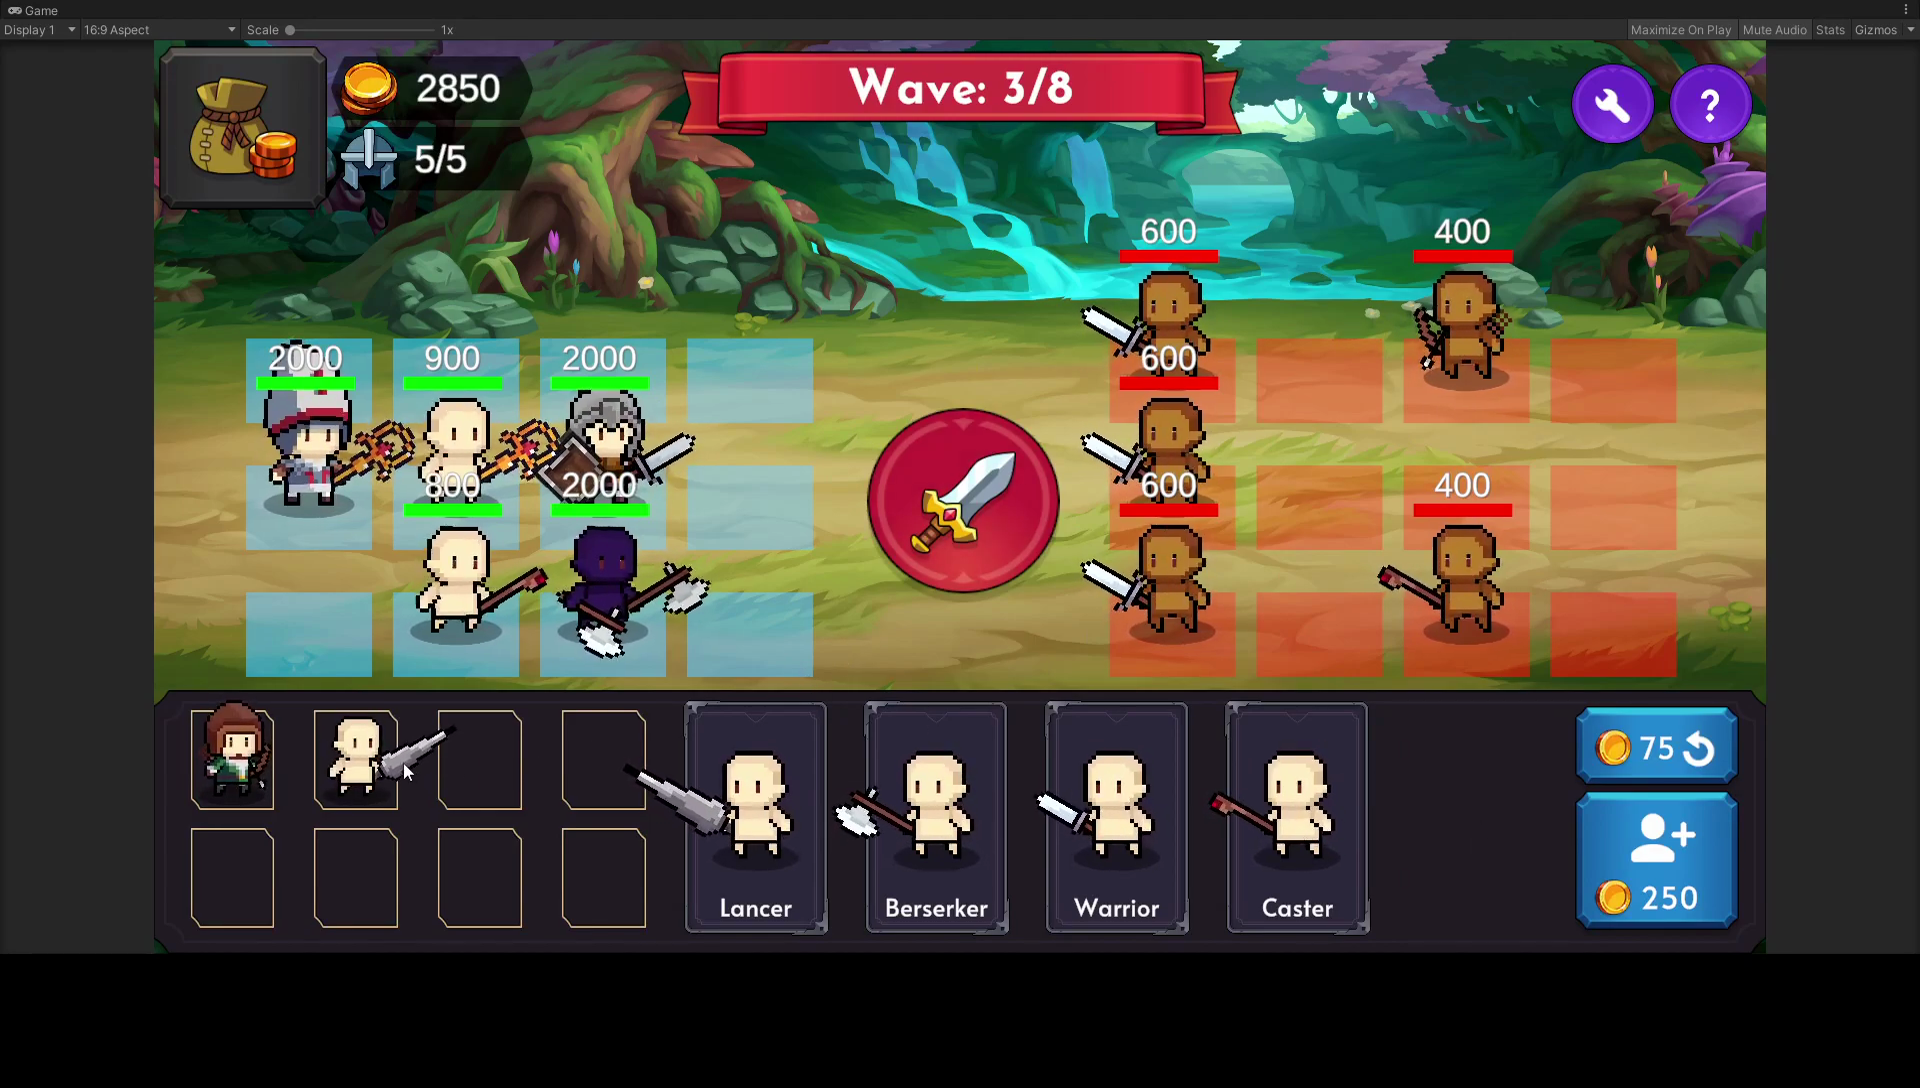 Game
Display 1
16:9 Aspect
Scale
1x
Maximize On Play
Mute Audio
Stats
Gizmos
2850
5/5
Wave: 3/8
?
600
400
2000
900
2000
600
800
2000
600
400
Lancer
Berserker
Warrior
Caster
75
250